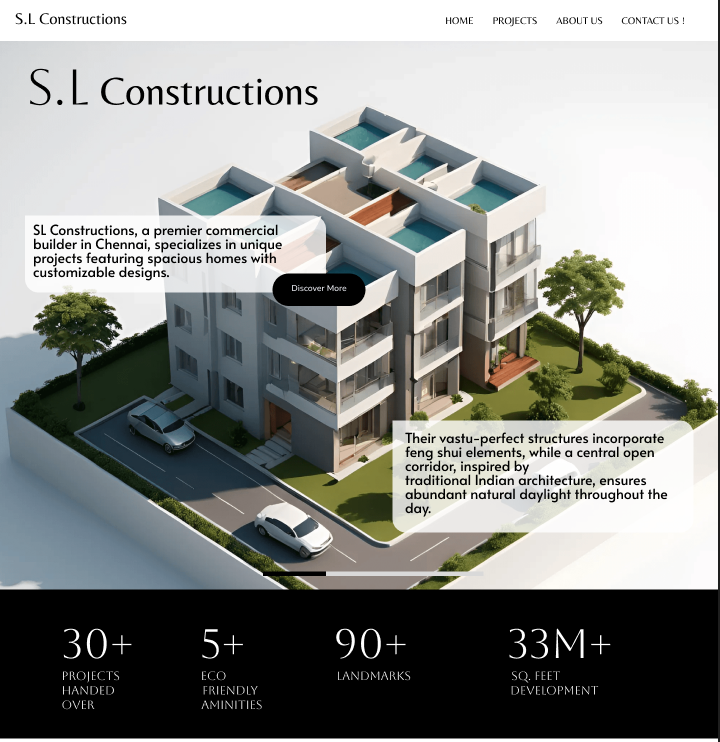 S.L Constructions
HOME PROJECTS ABOUT US CONTACT US !
S.L Constructions
SL Constructions, a premier commercial
builder in Chennai, specializes in unique
projects featuring spacious homes with
customizable designs.
Discover More
Their vastu-perfect structures incorporate
feng shui elements, while a central open
corridor, inspired by
traditional Indian architecture, ensures
abundant natural daylight throughout the
day.
30+
PROJECTS
HANDED
OVER
5+
ECO
FRIENDLY
AMINITIES
90+
LANDMARKS
33M+
SQ. FEET
DEVELOPMENT